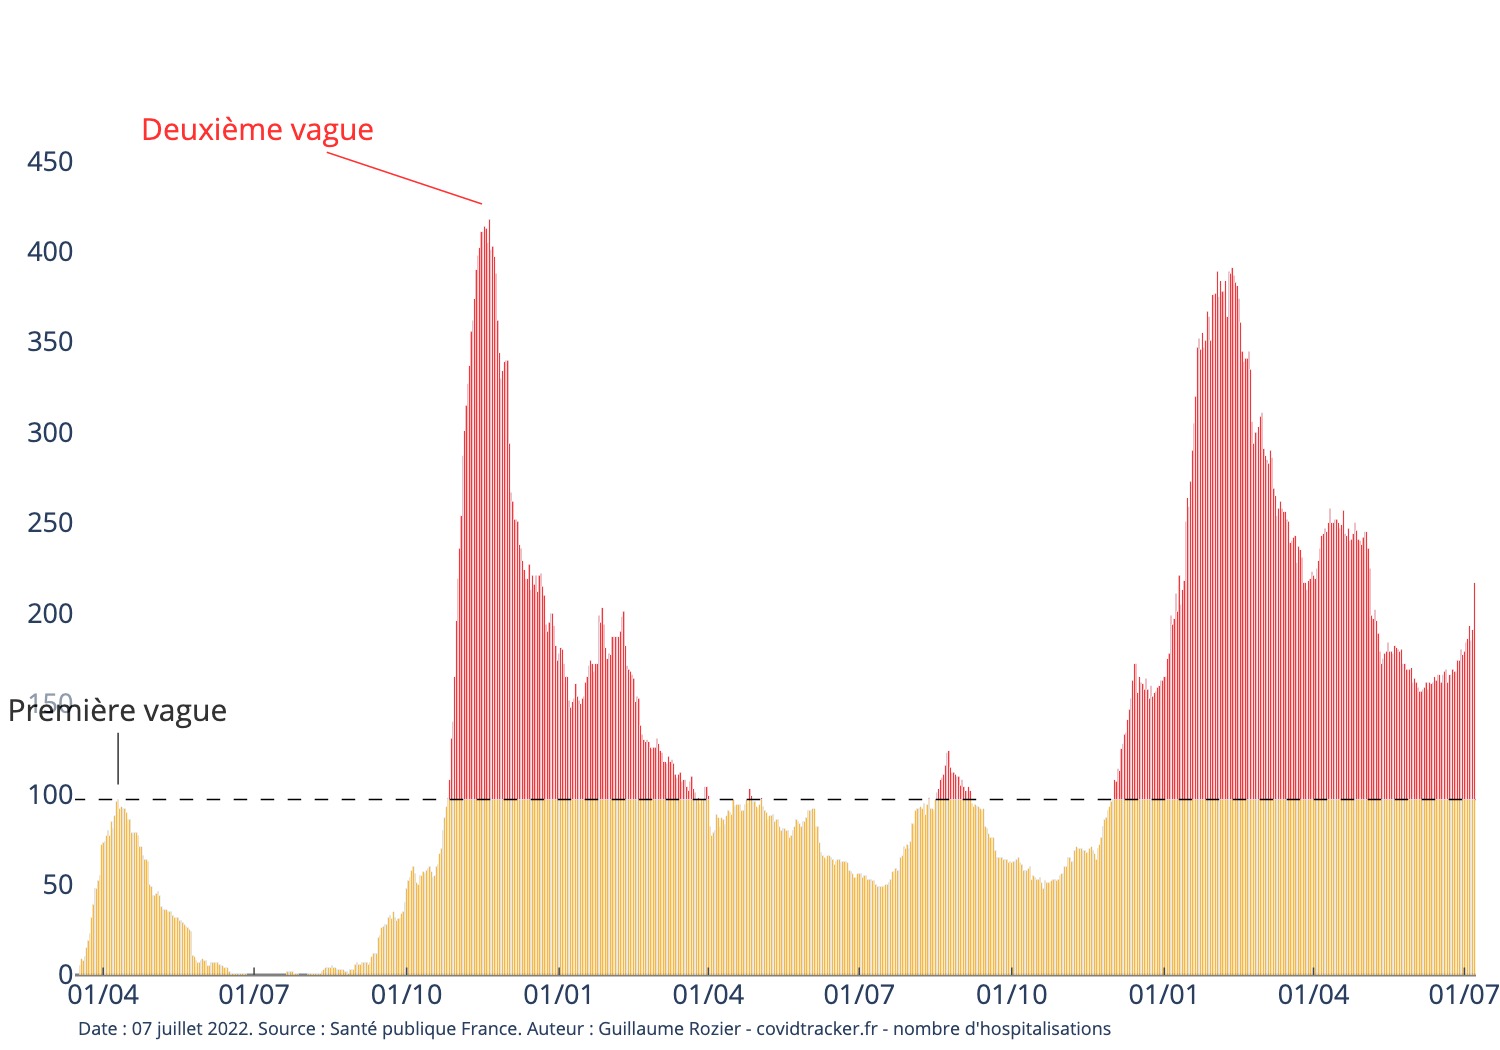 Deuxième vague
450
400
350
300
250
200
150
Première vague
100
50
0
01/04 01/07 01/10 01/01 01/04 01/07 01/10 01/01 01/04 01/07
Date : 07 juillet 2022. Source : Santé publique France. Auteur : Guillaume Rozier - covidtracker.fr - nombre d'hospitalisations